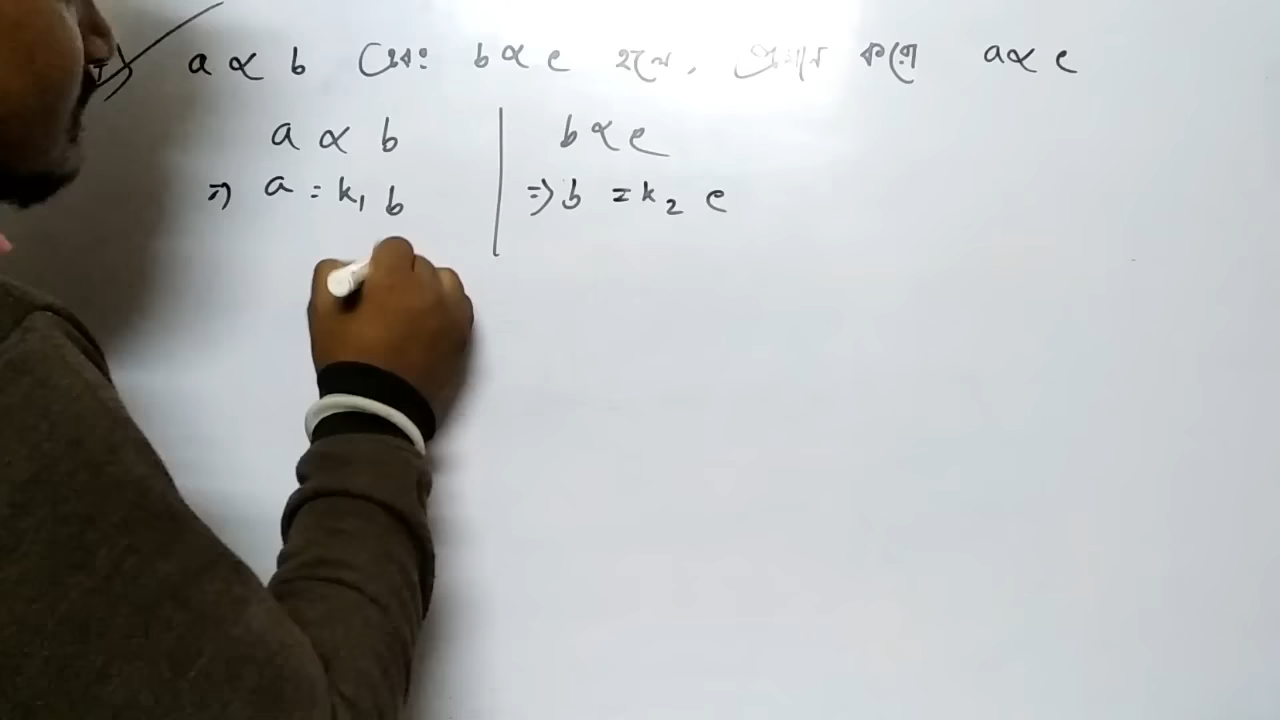 a ∝ b এবং b ∝ c হলে, প্রমাণ করো a ∝ c
a ∝ b
⇒ a = k₁ b
b ∝ c
⇒ b = k₂ c